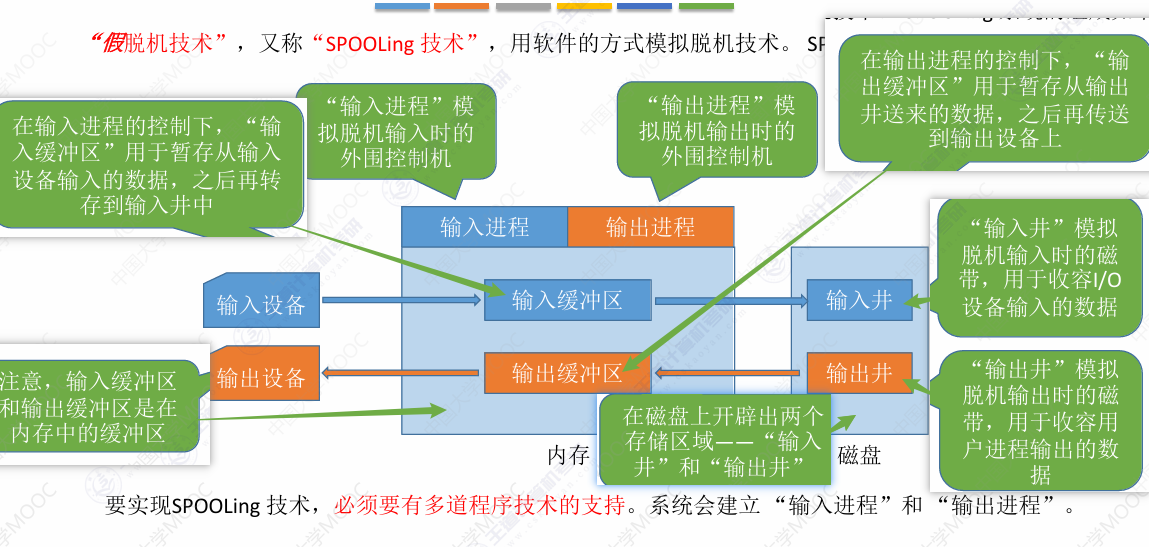 “假脱机技术”，又称“SPOOLing 技术”，用软件的方式模拟脱机技术。 SP
在输出进程的控制下，“输
出缓冲区”用于暂存从输出
井送来的数据，之后再传送
到输出设备上
“输入进程”模
拟脱机输入时的
外围控制机
“输出进程”模
拟脱机输出时的
外围控制机
在输入进程的控制下，“输
入缓冲区”用于暂存从输入
设备输入的数据，之后再转
存到输入井中
输入进程
输出进程
“输入井”模拟
脱机输入时的磁
带，用于收容I/O
设备输入的数据
输入设备
输入缓冲区
输入井
输出设备
输出缓冲区
输出井
“输出井”模拟
脱机输出时的磁
带，用于收容用
户进程输出的数
据
注意，输入缓冲区
和输出缓冲区是在
内存中的缓冲区
在磁盘上开辟出两个
存储区域——“输入
井”和“输出井”
内存
磁盘
要实现SPOOLing 技术，必须要有多道程序技术的支持。系统会建立 “输入进程”和 “输出进程”。